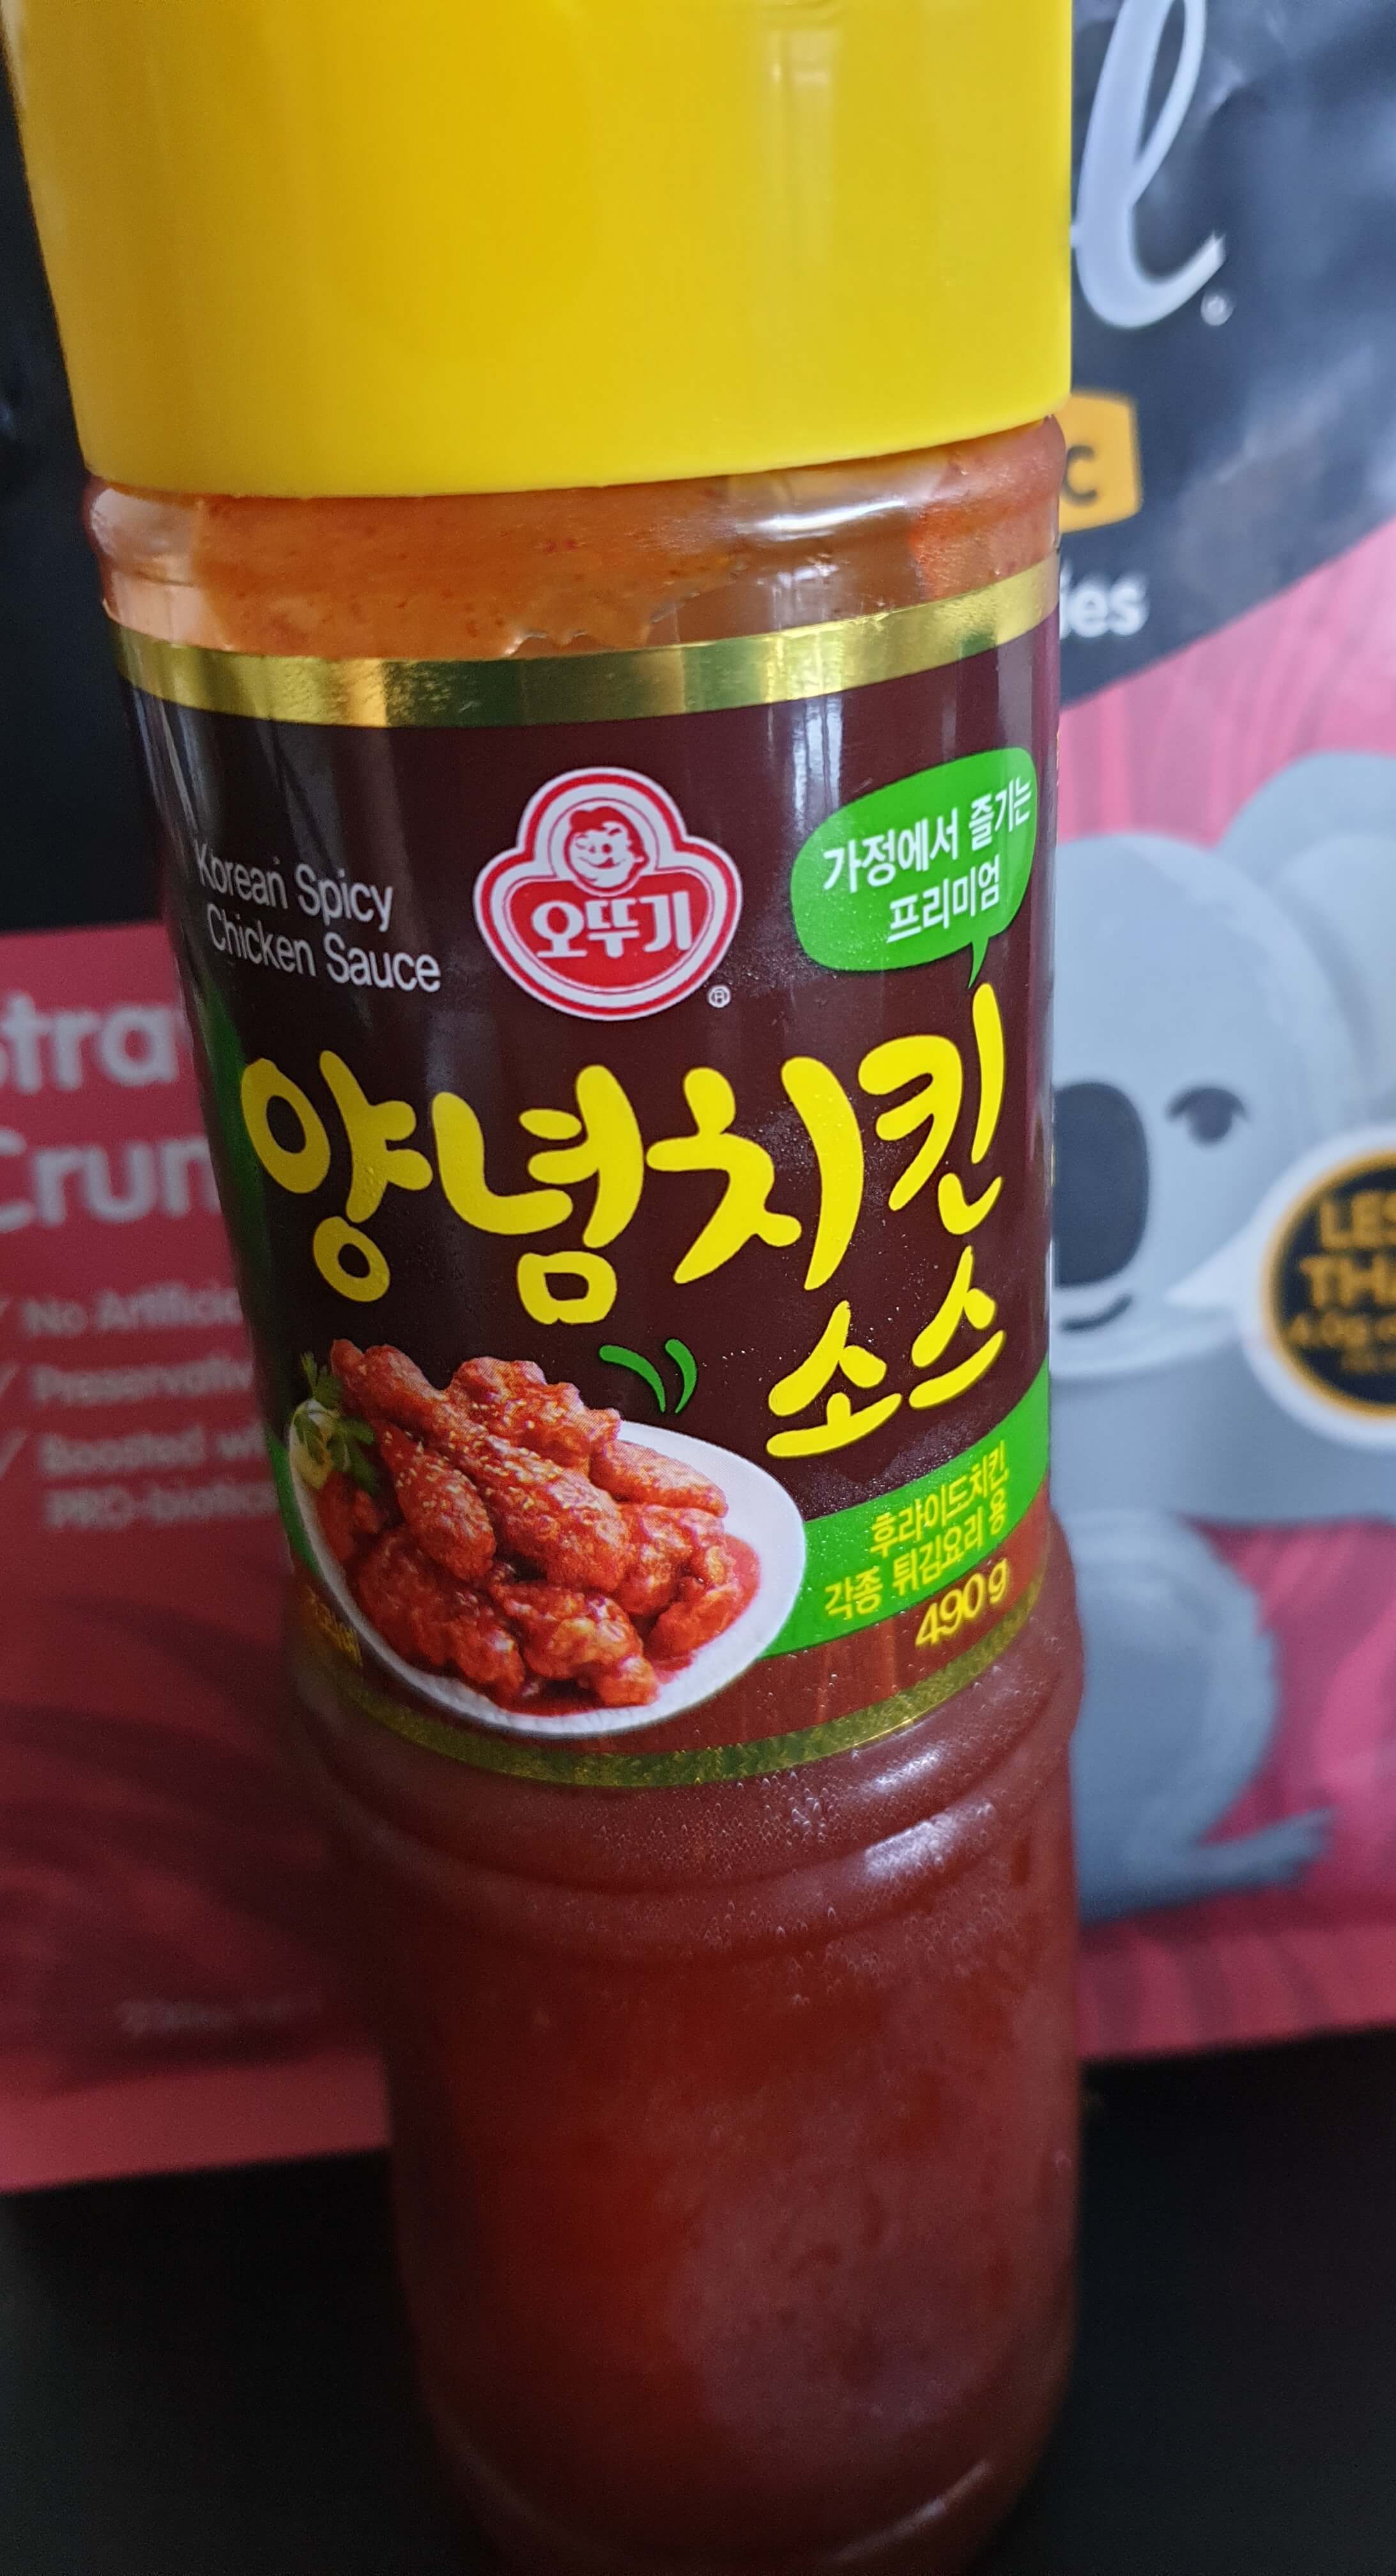 Korean Spicy
Chicken Sauce
오뚜기
®
가정에서 즐기는
프리미엄
양념치킨
소스
후라이드치킨,
각종 튀김요리 용
490g
No